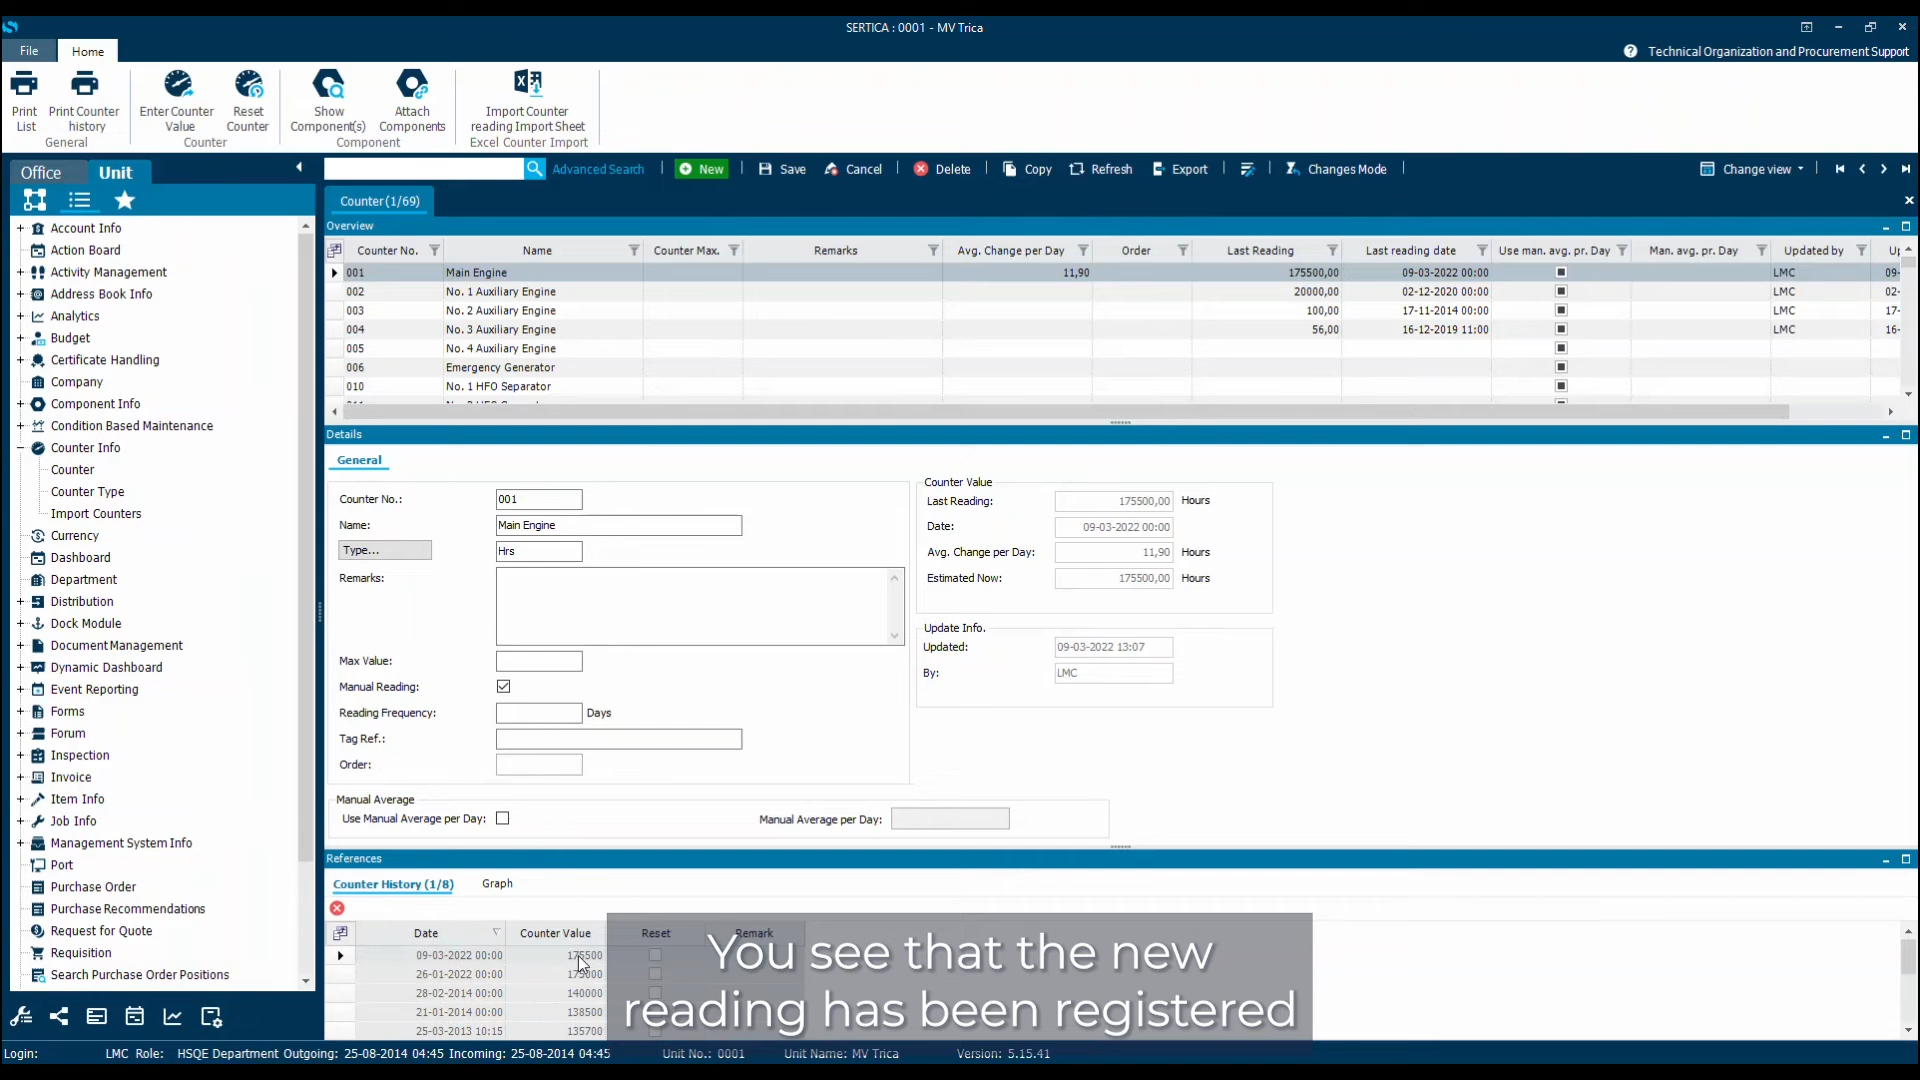 SERTICA : 0001 - MV Trica
File Home
Technical Organization and Procurement Support
Print List
Print Counter history
Enter Counter Value
Reset Counter
Show Component(s)
Attach Components
Import Counter reading Import Sheet
General Counter Component Excel Counter Import
Office Unit
Advanced Search New Save Cancel Delete Copy Refresh Export Changes Mode Change view
Counter (1/69)
Overview
Counter No. Name Counter Max. Remarks Avg. Change per Day Order Last Reading Last reading date Use man. avg. pr. Day Man. avg. pr. Day Updated by
001 Main Engine 11,90 175500,00 09-03-2022 00:00 LMC 09-
002 No. 1 Auxiliary Engine 20000,00 02-12-2020 00:00 LMC 02-
003 No. 2 Auxiliary Engine 100,00 17-11-2014 00:00 LMC 17-
004 No. 3 Auxiliary Engine 56,00 16-12-2019 11:00 LMC 16-
005 No. 4 Auxiliary Engine
006 Emergency Generator
010 No. 1 HFO Separator
Account Info
Action Board
Activity Management
Address Book Info
Analytics
Budget
Certificate Handling
Company
Component Info
Condition Based Maintenance
Counter Info
Counter
Counter Type
Import Counters
Currency
Dashboard
Department
Distribution
Dock Module
Document Management
Dynamic Dashboard
Event Reporting
Forms
Forum
Inspection
Invoice
Item Info
Job Info
Management System Info
Port
Purchase Order
Purchase Recommendations
Request for Quote
Requisition
Search Purchase Order Positions
Details
General
Counter No.: 001
Name: Main Engine
Type... Hrs
Remarks:
Max Value:
Manual Reading:
Reading Frequency: Days
Tag Ref.:
Order:
Counter Value
Last Reading: 175500,00 Hours
Date: 09-03-2022 00:00
Avg. Change per Day: 11,90 Hours
Estimated Now: 175500,00 Hours
Update Info.
Updated: 09-03-2022 13:07
By: LMC
Manual Average
Use Manual Average per Day: Manual Average per Day:
References
Counter History (1/8) Graph
Date Counter Value Reset Remark
09-03-2022 00:00 175500
26-01-2022 00:00 175000
28-02-2014 00:00 140000
21-01-2014 00:00 138500
25-03-2013 10:15 135700
You see that the new
reading has been registered
Login: LMC Role: HSQE Department Outgoing: 25-08-2014 04:45 Incoming: 25-08-2014 04:45 Unit No.: 0001 Unit Name: MV Trica Version: 5.15.41